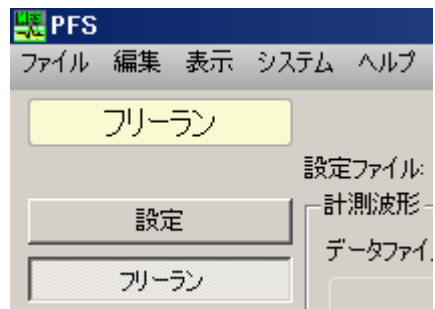 PFS
ファイル 編集 表示 システム ヘルプ
フリーラン
設定ファイル:
計測波形
設定
データファイ
フリーラン